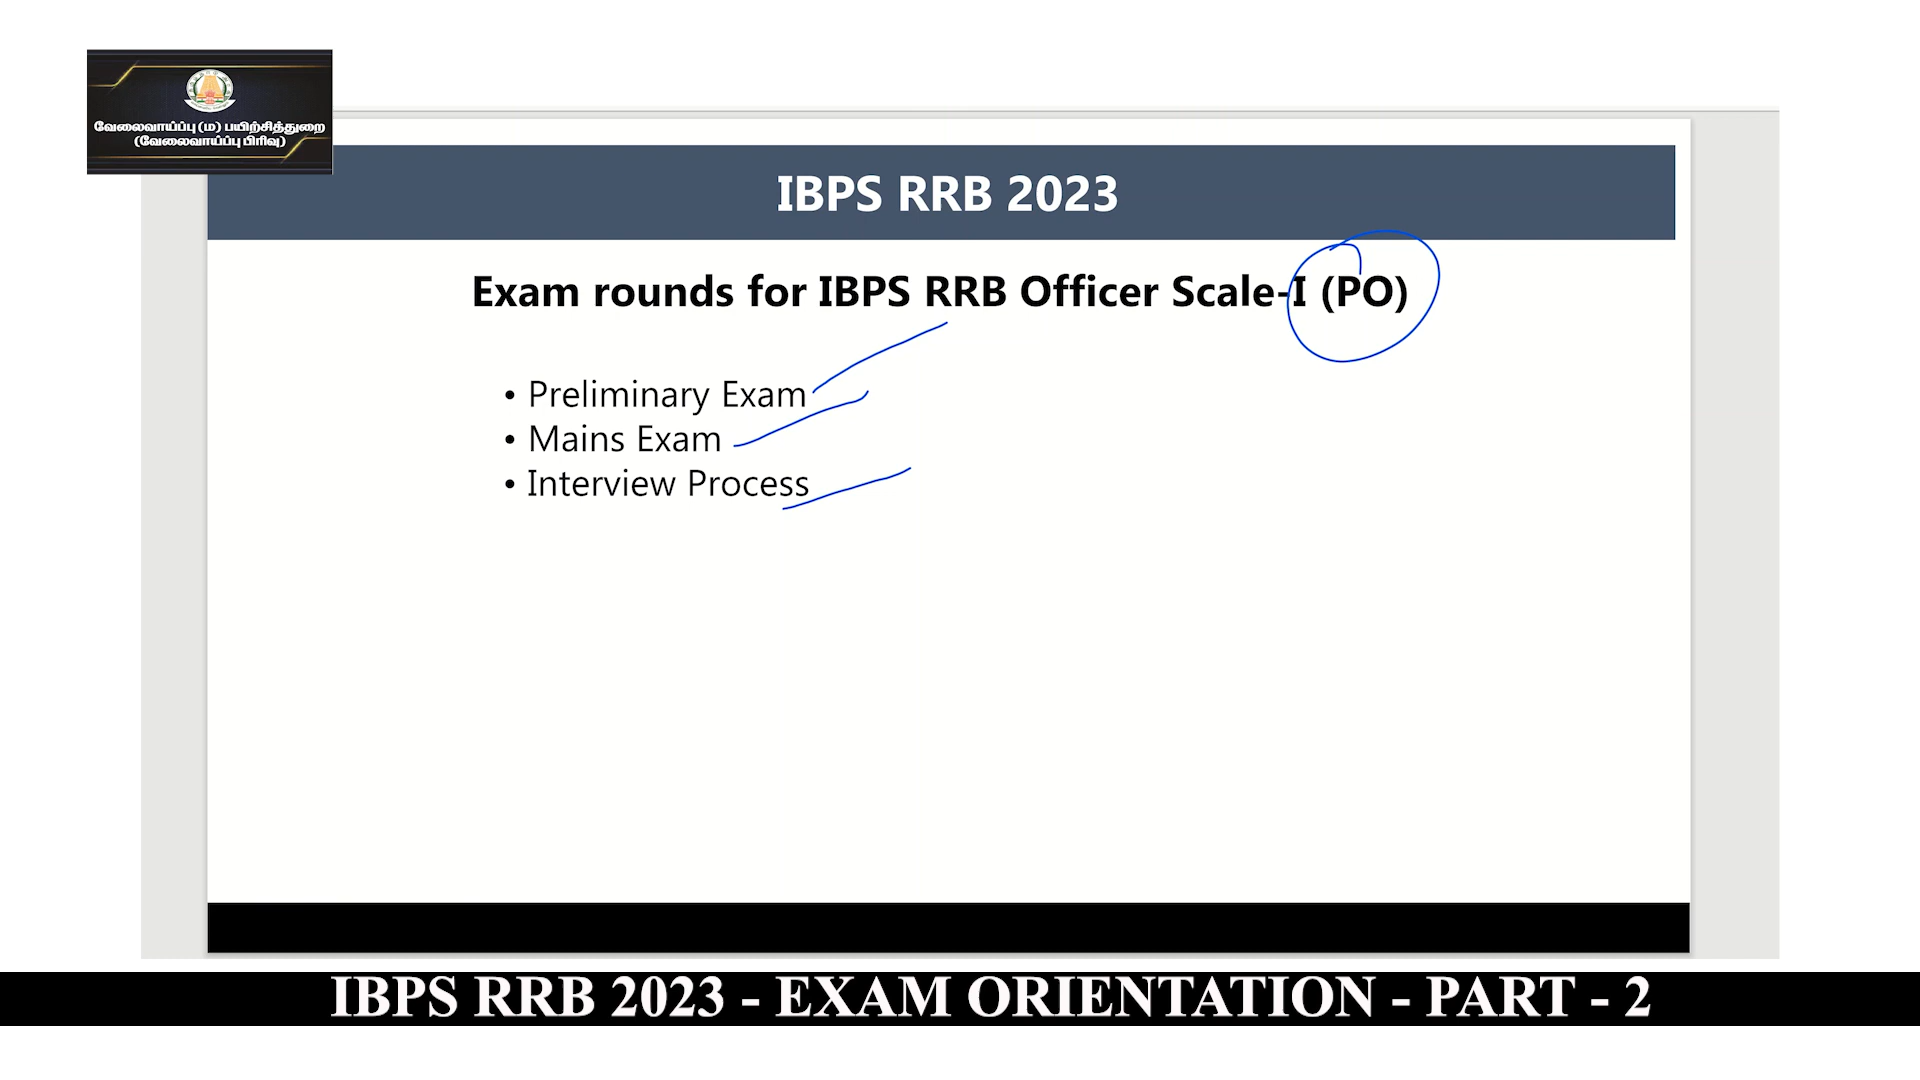 வேலைவாய்ப்பு (ம) பயிற்சித்துறை
(வேலைவாய்ப்பு பிரிவு)
IBPS RRB 2023
Exam rounds for IBPS RRB Officer Scale-I (PO)
• Preliminary Exam
• Mains Exam
• Interview Process
IBPS RRB 2023 - EXAM ORIENTATION - PART - 2